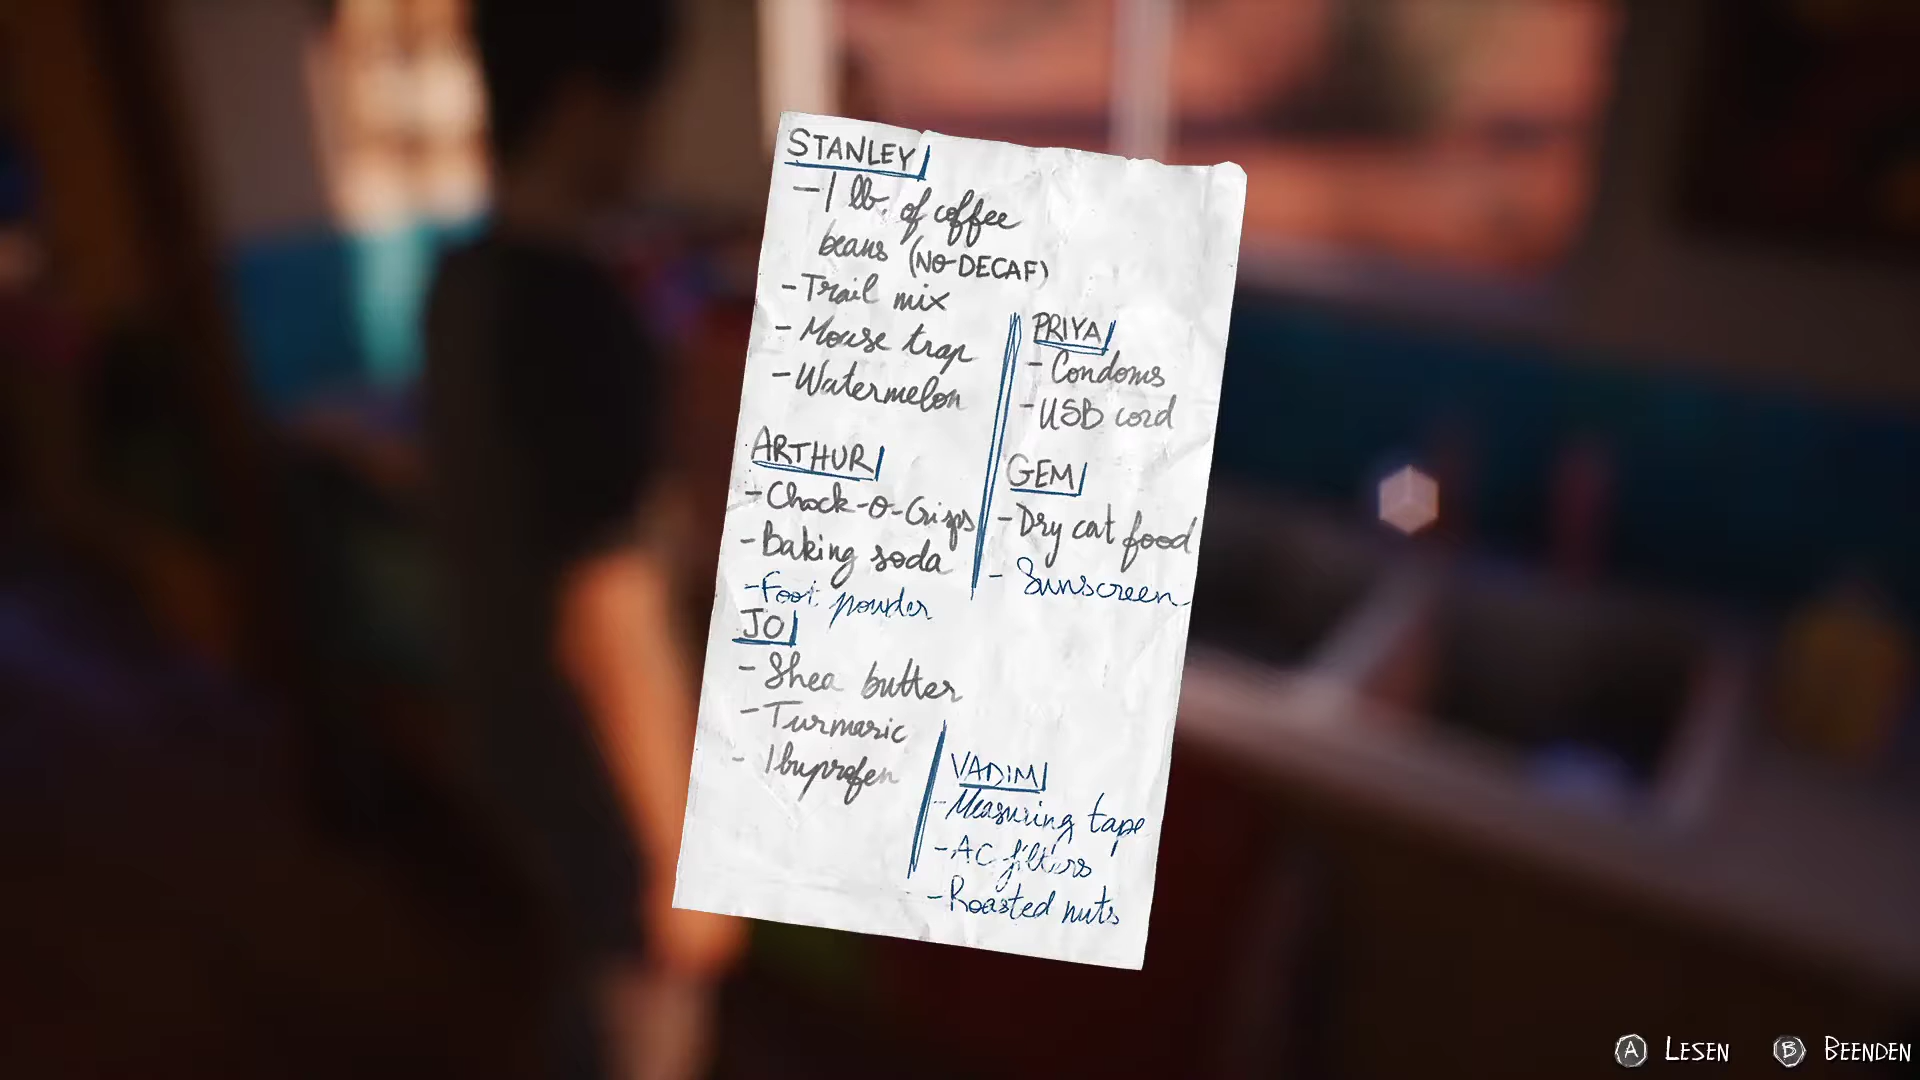 STANLEY
- 1 lb. of coffee
beans (NO DECAF)
- Trail mix
- Mouse trap
- Watermelon
ARTHUR
- Chock-O-Crisps
- Baking soda
- Foot powder
JO
- Shea butter
- Turmeric
- Ibuprofen
PRIYA
- Condoms
- USB cord
GEM
- Dry cat food
- Sunscreen
VADIM
- Measuring tape
- AC filters
- Roasted nuts
A LESEN
B BEENDEN